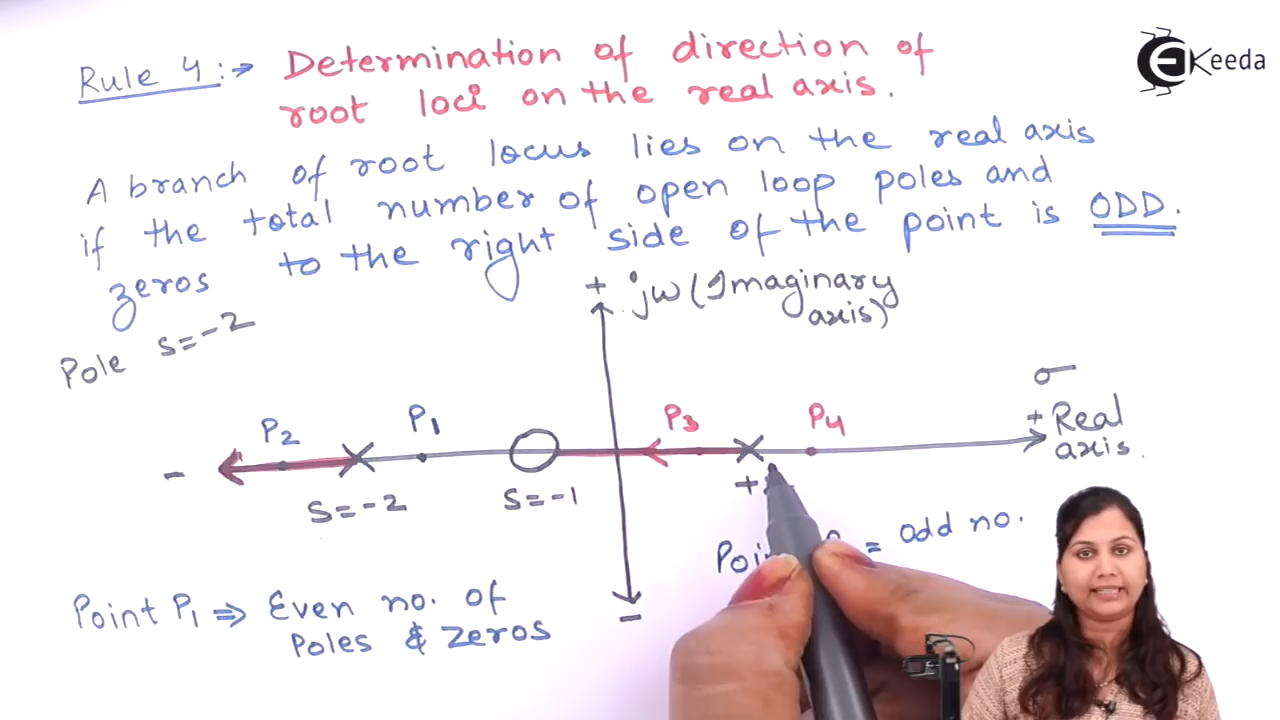 Rule 4 :→ Determination of direction of
root loci on the real axis.
EKeeda
A branch of root locus lies on the real axis
if the total number of open loop poles and
zeros to the right side of the point is ODD.
+ jω (Imaginary
axis)
Pole s=-2
σ
+ Real
axis.
P2 P1 P3 P4
-
s=-2 s=-1 +
= odd no.
Point P1 ⇒ Even no. of
Poles & Zeros
-